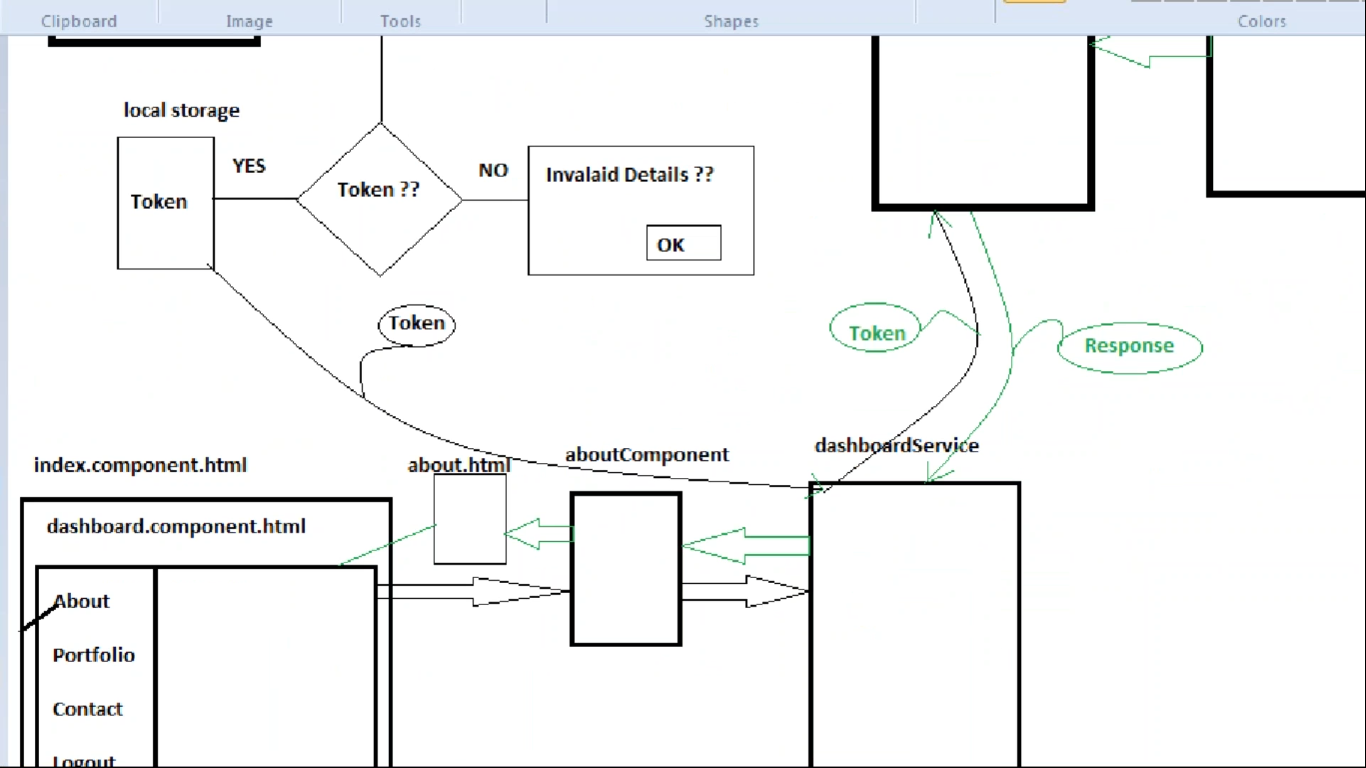 Clipboard
Image
Tools
Shapes
Colors
local storage
YES
Token
Token ??
NO
Invalaid Details ??
OK
Token
Token
Response
index.component.html
about.html
aboutComponent
dashboardService
dashboard.component.html
About
Portfolio
Contact
Logout